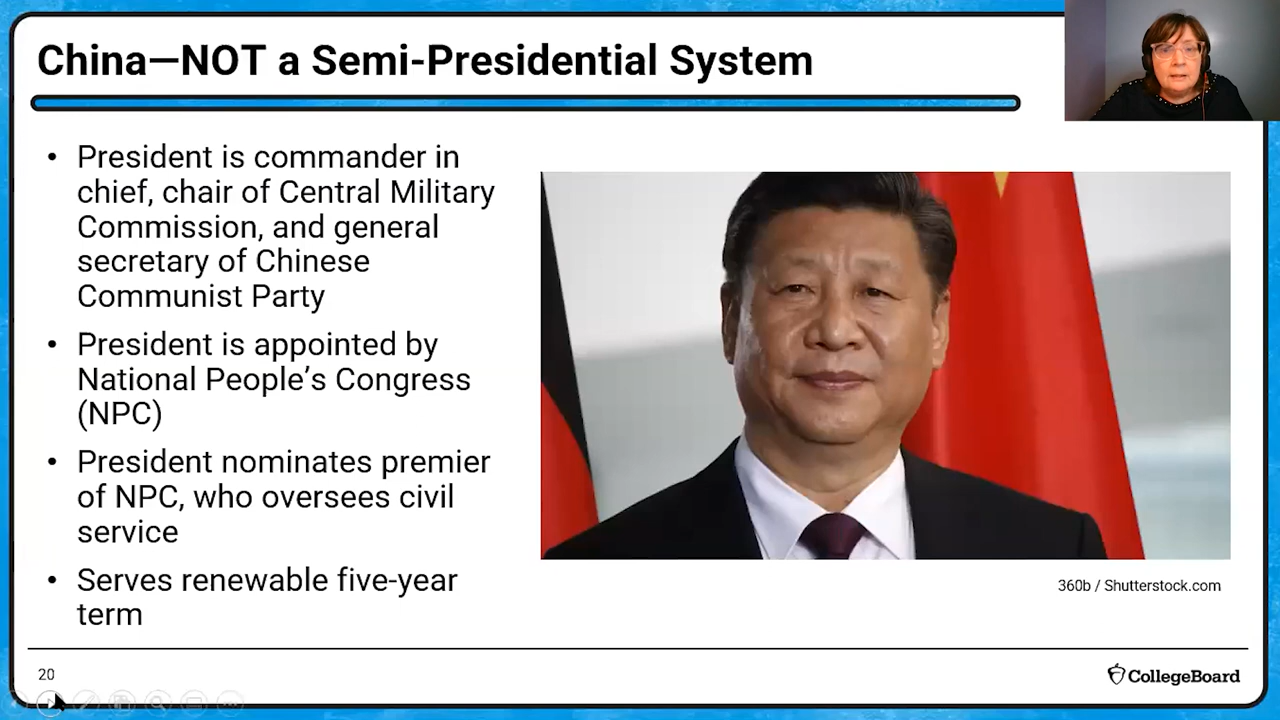 China—NOT a Semi-Presidential System
• President is commander in
chief, chair of Central Military
Commission, and general
secretary of Chinese
Communist Party
• President is appointed by
National People’s Congress
(NPC)
• President nominates premier
of NPC, who oversees civil
service
• Serves renewable five-year
term
360b / Shutterstock.com
20
CollegeBoard